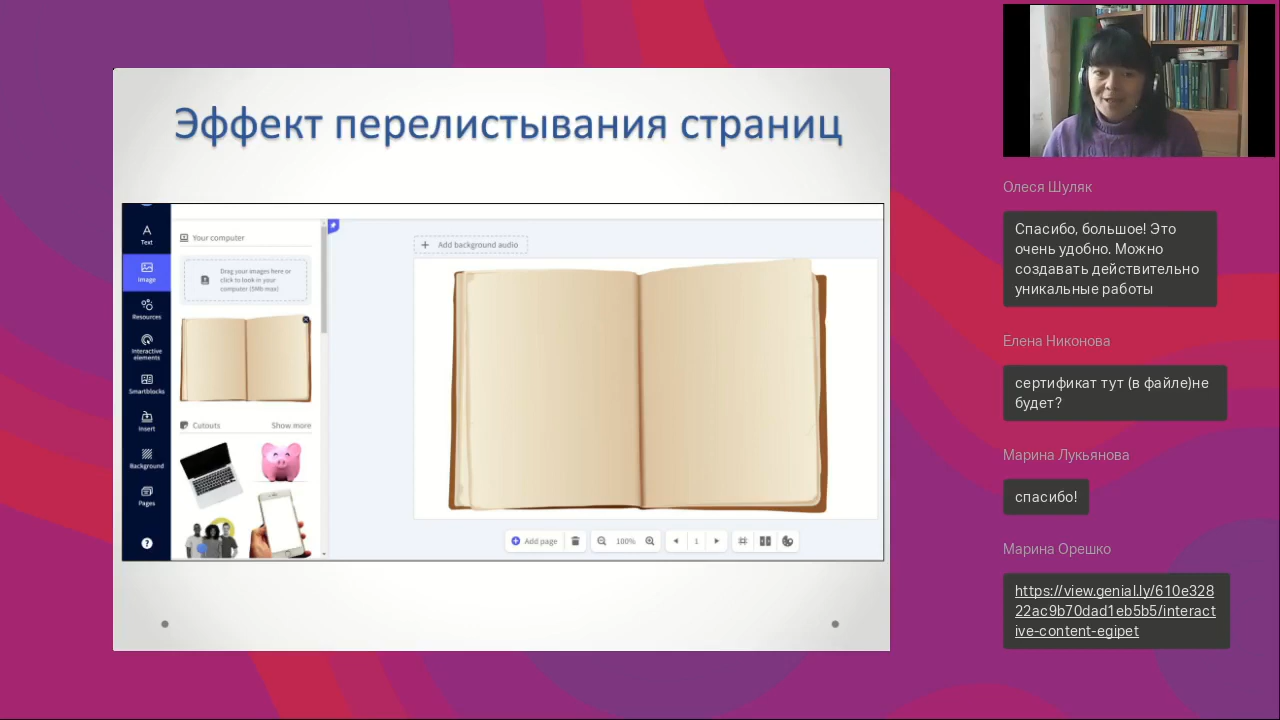 Эффект перелистывания страниц
Text
Image
Resources
Interactive
elements
Smartblocks
Insert
Background
Pages
Your computer
Drag your images here or
click to look in your
computer (5Mb max)
Cutouts
Show more
Add background audio
Add page
100%
1
Олеся Шуляк
Спасибо, большое! Это
очень удобно. Можно
создавать действительно
уникальные работы
Елена Никонова
сертификат тут (в файле)не
будет?
Марина Лукьянова
спасибо!
Марина Орешко
https://view.genial.ly/610e328
22ac9b70dad1eb5b5/interact
ive-content-egipet